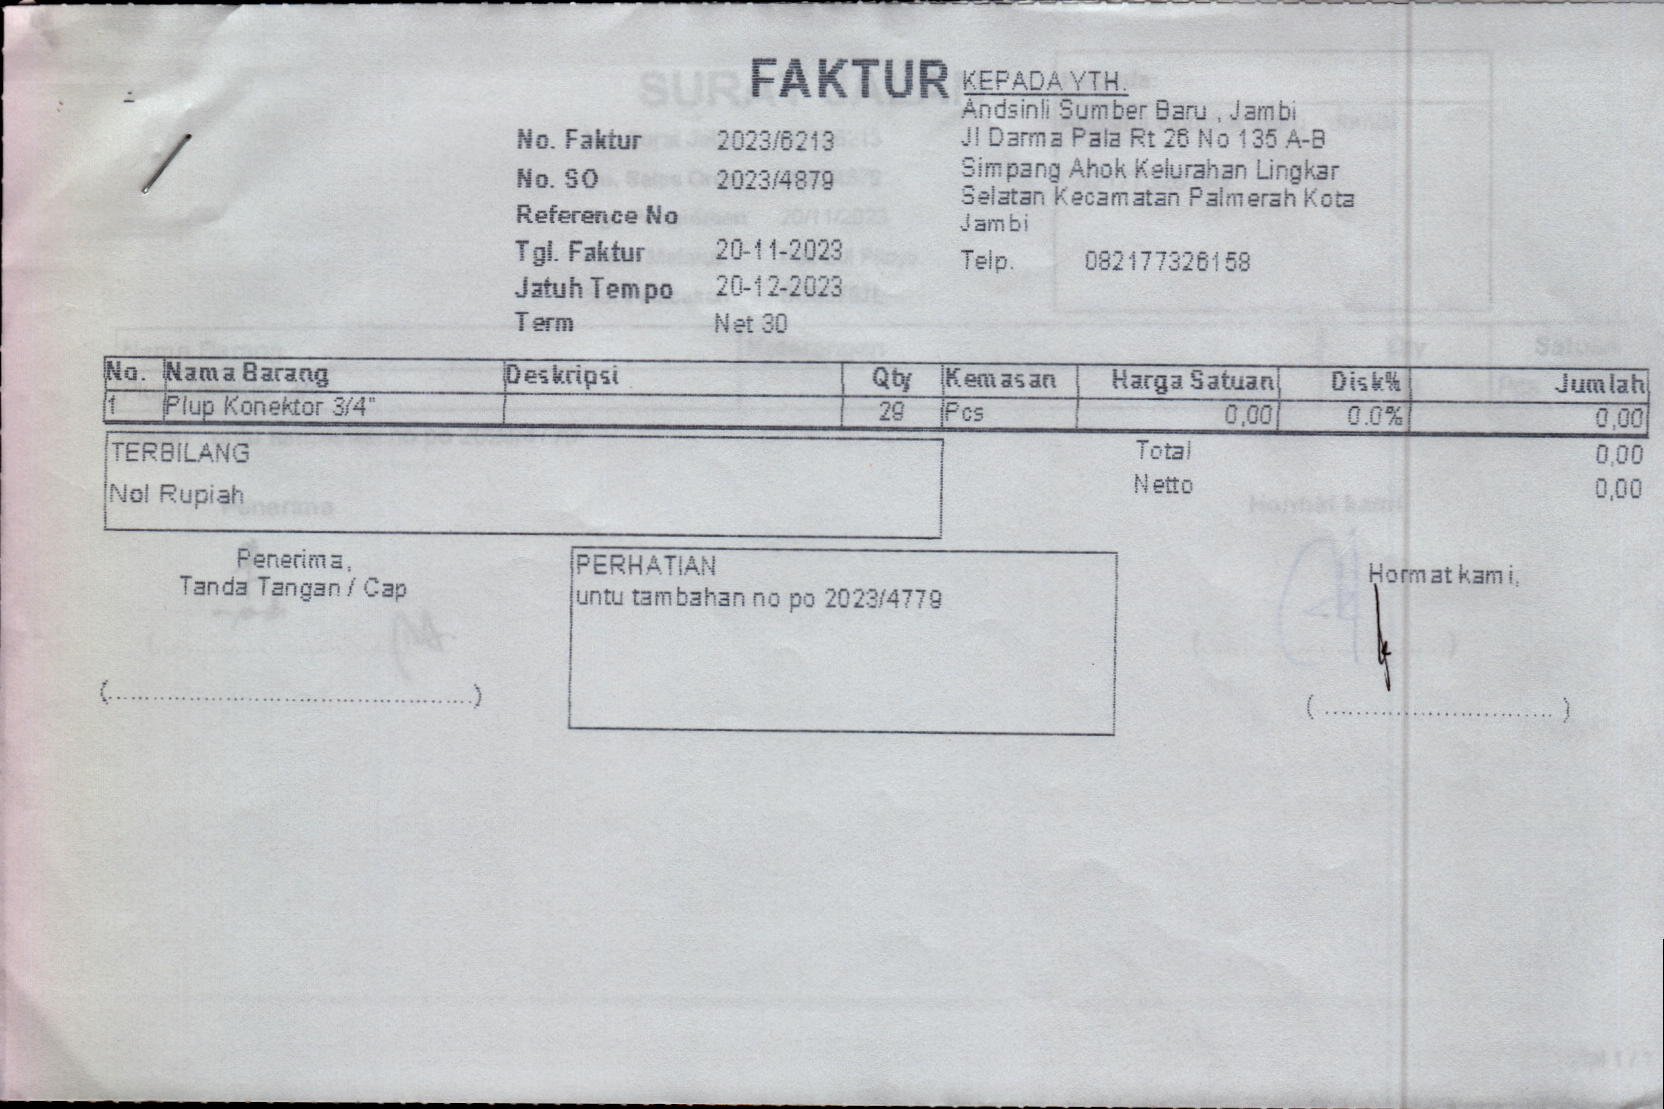 FAKTUR
KEPADA YTH.
Andsinli Sumber Baru , Jambi
Jl Darma Pala Rt 26 No 135 A-B
Simpang Ahok Kelurahan Lingkar
Selatan Kecamatan Palmerah Kota
Jambi
Telp. 082177326158
No. Faktur 2023/6213
No. SO 2023/4879
Reference No
Tgl. Faktur 20-11-2023
Jatuh Tempo 20-12-2023
Term Net 30
No. Nama Barang Deskripsi Qty Kemasan Harga Satuan Disk% Jumlah
1 Plup Konektor 3/4" Pcs 0,00 0.0% 0,00
TERBILANG
Nol Rupiah
Total 0,00
Netto 0,00
Penerima,
Tanda Tangan / Cap
(..............................................)
PERHATIAN
untu tambahan no po 2023/4779
Hormat kami,
( ............................. )